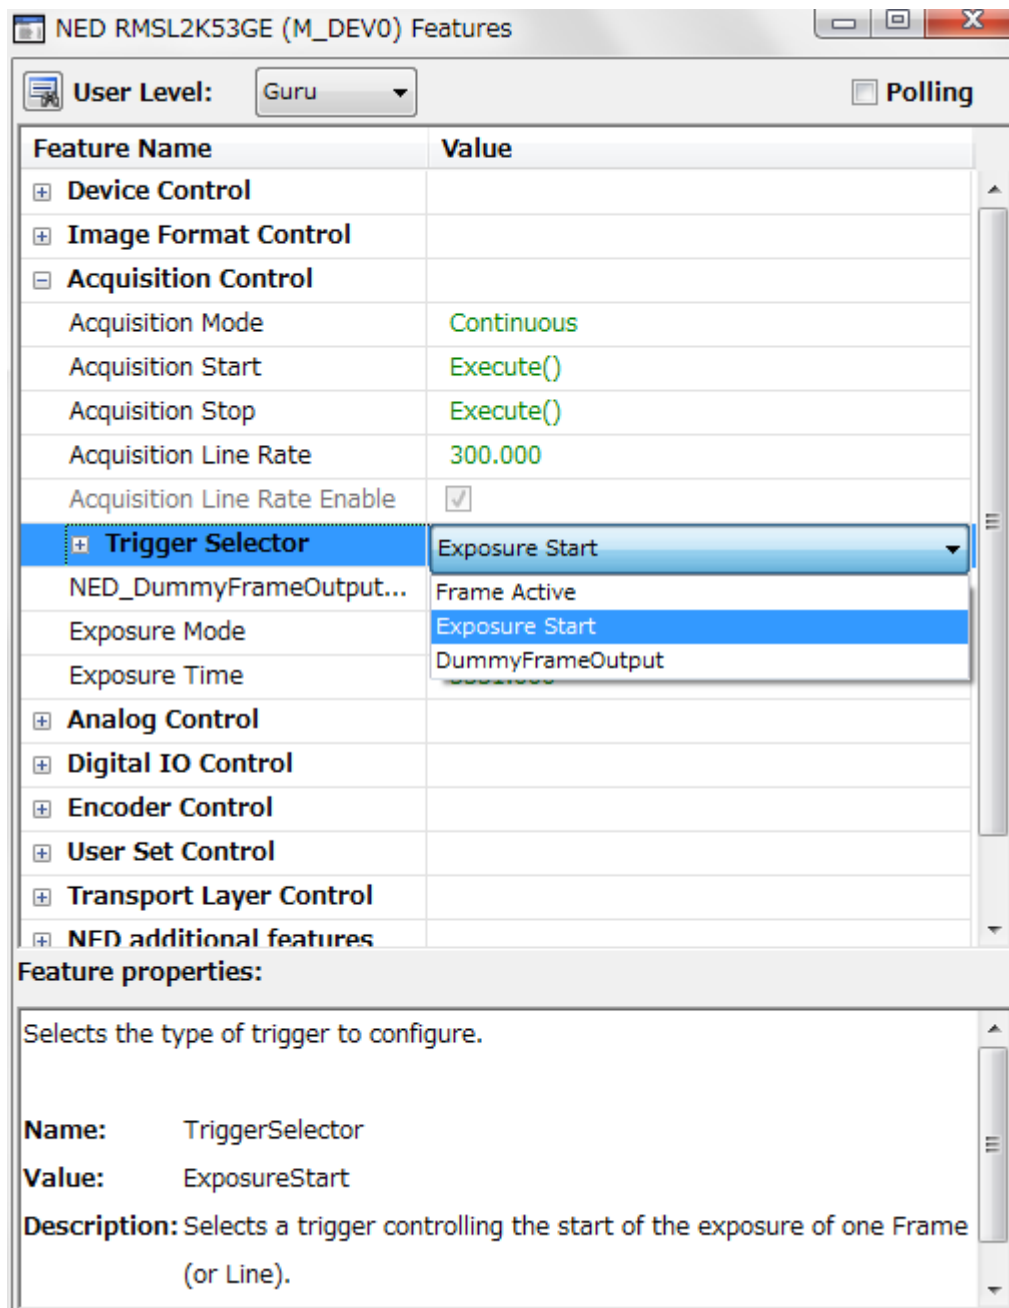 NED RMSL2K53GE (M_DEV0) Features
User Level: Guru Polling
Feature Name Value
Device Control
Image Format Control
Acquisition Control
Acquisition Mode Continuous
Acquisition Start Execute()
Acquisition Stop Execute()
Acquisition Line Rate 300.000
Acquisition Line Rate Enable
Trigger Selector Exposure Start
NED_DummyFrameOutput... Frame Active
Exposure Mode Exposure Start
DummyFrameOutput
Exposure Time
Analog Control
Digital IO Control
Encoder Control
User Set Control
Transport Layer Control
NED additional features
Feature properties:
Selects the type of trigger to configure.
Name: TriggerSelector
Value: ExposureStart
Description: Selects a trigger controlling the start of the exposure of one Frame
(or Line).